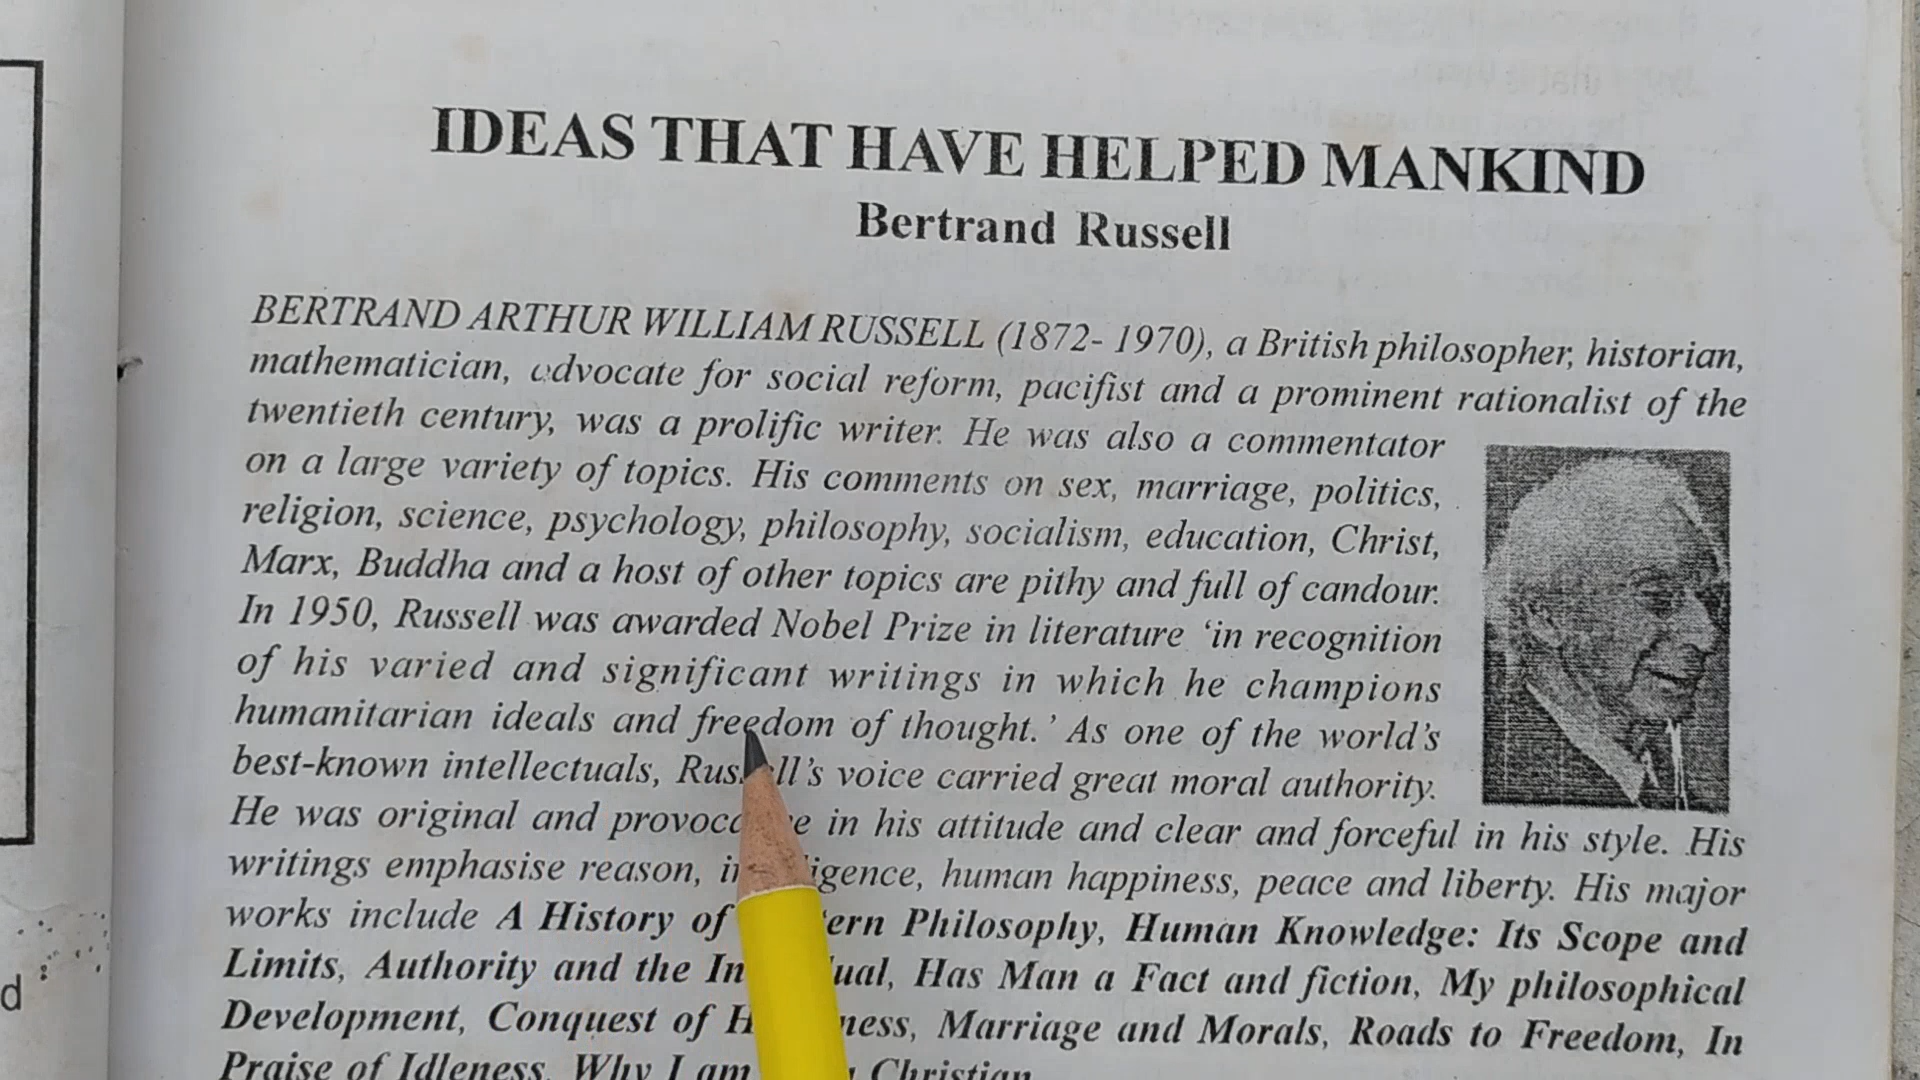 IDEAS THAT HAVE HELPED MANKIND
Bertrand Russell
BERTRAND ARTHUR WILLIAM RUSSELL (1872- 1970), a British philosopher, historian,
mathematician, advocate for social reform, pacifist and a prominent rationalist of the
twentieth century, was a prolific writer. He was also a commentator
on a large variety of topics. His comments on sex, marriage, politics,
religion, science, psychology, philosophy, socialism, education, Christ,
Marx, Buddha and a host of other topics are pithy and full of candour.
In 1950, Russell was awarded Nobel Prize in literature ‘in recognition
of his varied and significant writings in which he champions
humanitarian ideals and freedom of thought.’ As one of the world’s
best-known intellectuals, Russell’s voice carried great moral authority.
He was original and in his attitude and clear and forceful in his style. His
writings emphasise reason, human happiness, peace and liberty. His major
works include A History of Philosophy, Human Knowledge: Its Scope and
Limits, Authority and the Has Man a Fact and fiction, My philosophical
Development, Conquest of Marriage and Morals, Roads to Freedom, In
Praise of Idleness, Why I am Christian
d